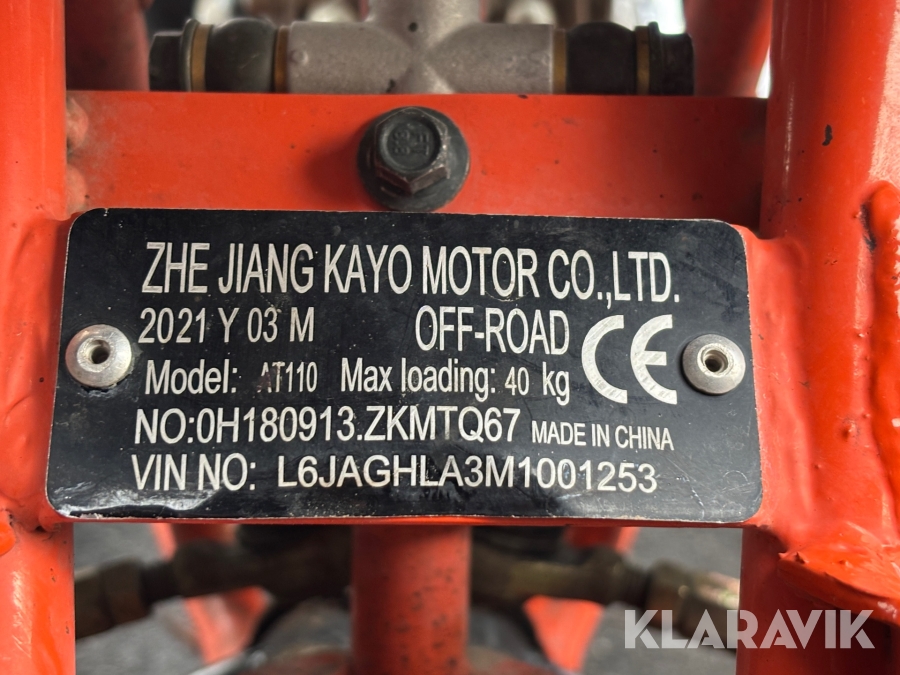 ZHE JIANG KAYO MOTOR CO.,LTD.
2021 Y 03 M OFF-ROAD CE
Model: AT110 Max loading: 40 kg
NO:0H180913.ZKMTQ67 MADE IN CHINA
VIN NO: L6JAGHLA3M1001253
KLARAVIK